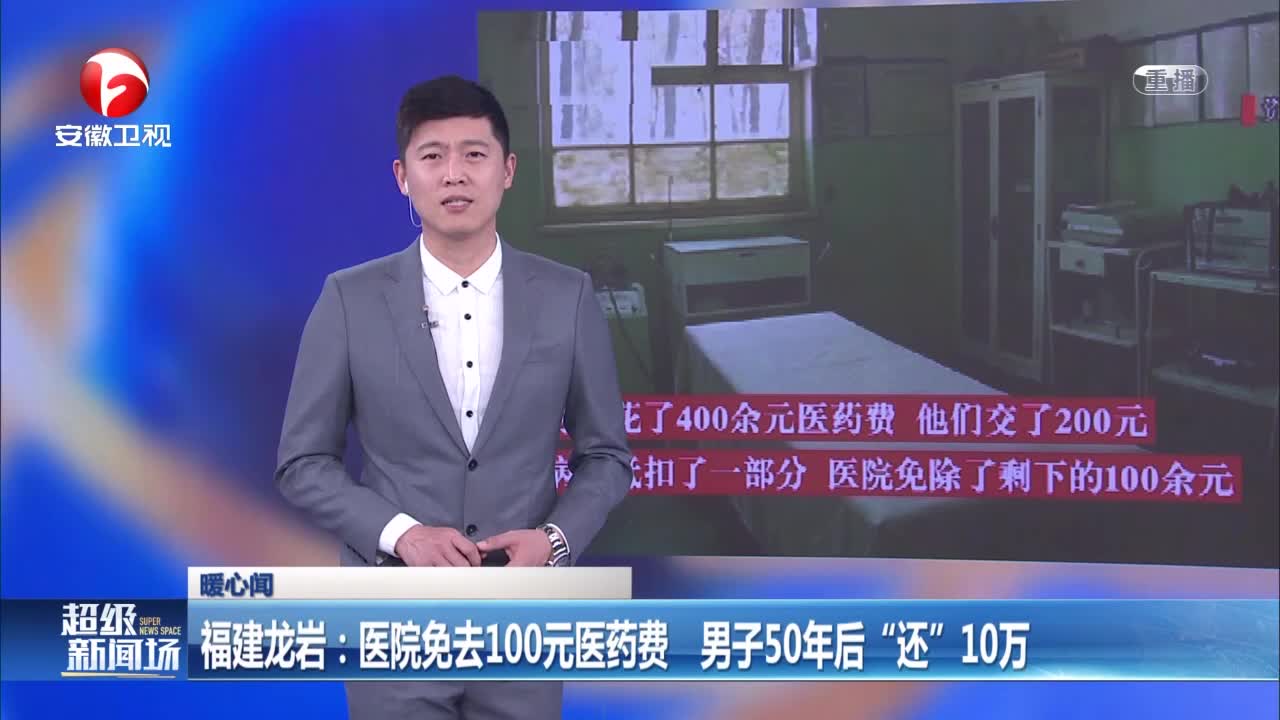 安徽卫视
重播
花了400余元医药费 他们交了200元
抵扣了一部分 医院免除了剩下的100余元
暖心闻
超级新闻场
SUPER
NEWS SPACE
福建龙岩：医院免去100元医药费 男子50年后“还”10万